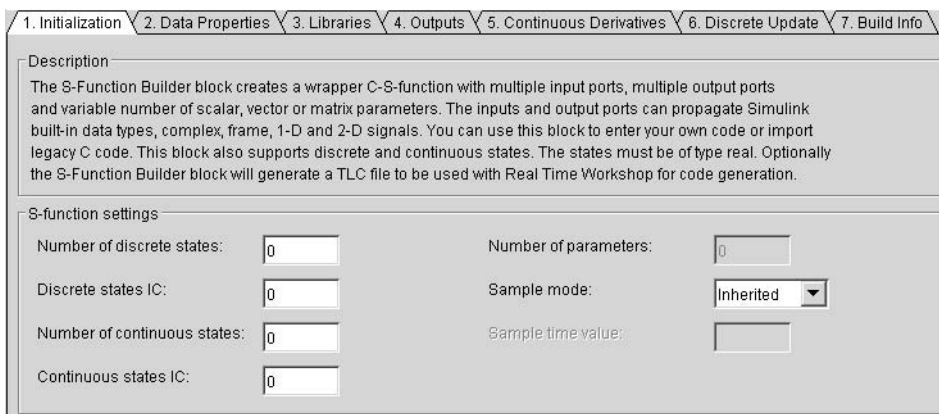 1. Initialization 2. Data Properties 3. Libraries 4. Outputs 5. Continuous Derivatives 6. Discrete Update 7. Build Info
Description
The S-Function Builder block creates a wrapper C-S-function with multiple input ports, multiple output ports
and variable number of scalar, vector or matrix parameters. The inputs and output ports can propagate Simulink
built-in data types, complex, frame, 1-D and 2-D signals. You can use this block to enter your own code or import
legacy C code. This block also supports discrete and continuous states. The states must be of type real. Optionally
the S-Function Builder block will generate a TLC file to be used with Real Time Workshop for code generation.
S-function settings
Number of discrete states: 0 Number of parameters: 0
Discrete states IC: 0 Sample mode: Inherited
Number of continuous states: 0 Sample time value:
Continuous states IC: 0